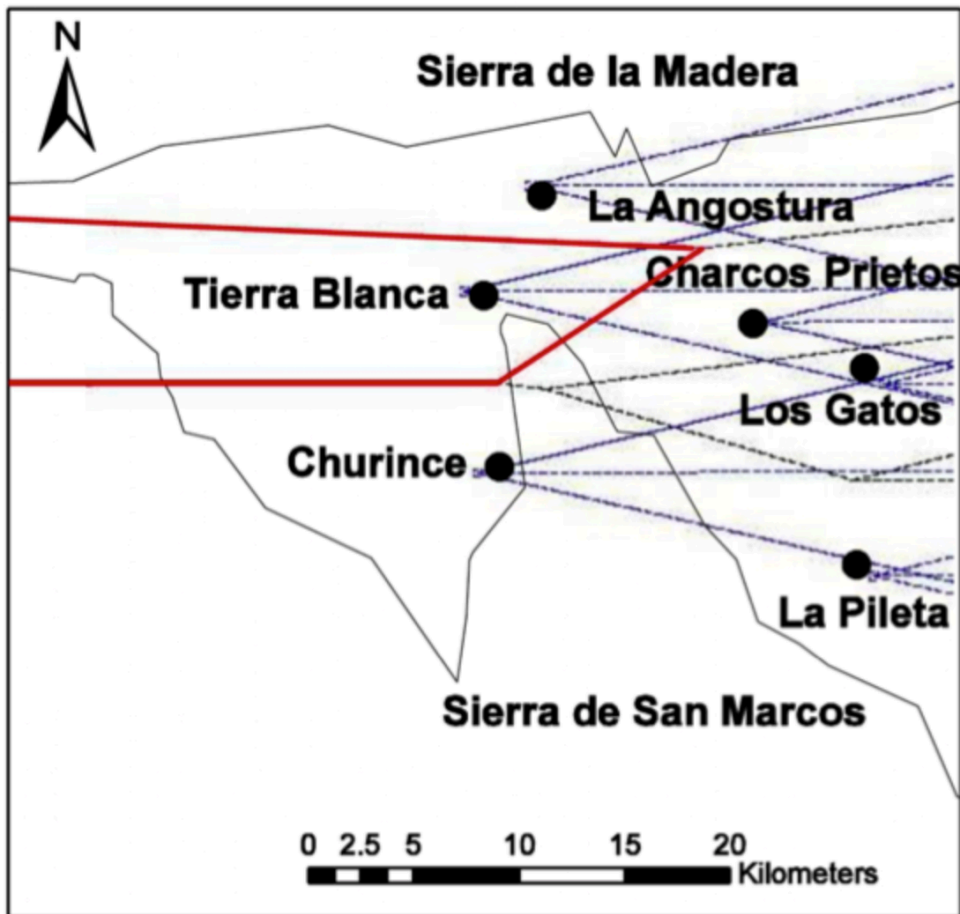 N
Sierra de la Madera
La Angostura
Charcos Prietos
Tierra Blanca
Los Gatos
Churince
La Pileta
Sierra de San Marcos
0 2.5 5 10 15 20
Kilometers